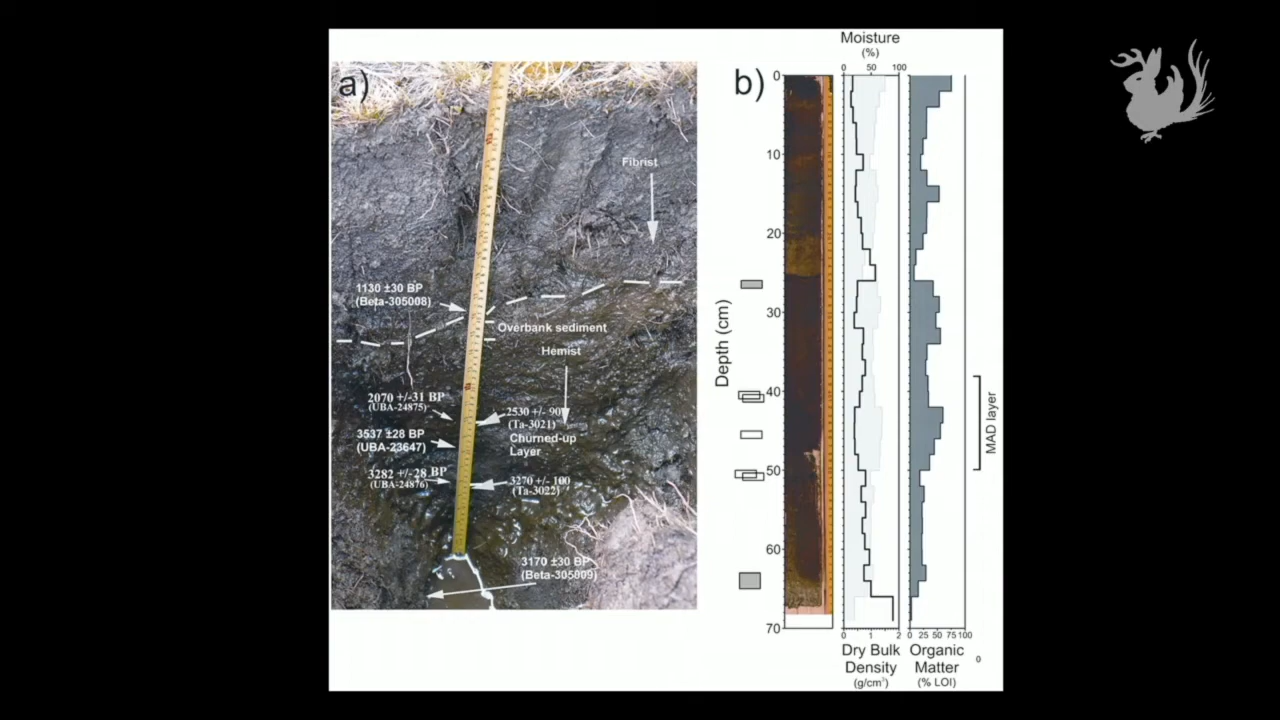 a)
Fibrist
1130 ±30 BP
(Beta-305008)
Overbank sediment
Hemist
2070 +/-31 BP
(UBA-24875)
2530 +/- 90
(Ta-3021)
3537 ±28 BP
(UBA-23647)
Churned-up
Layer
3282 +/-28 BP
(UBA-24876)
3270 +/- 100
(Ta-3022)
3170 ±30 BP
(Beta-305009)
b)
Moisture
(%)
0 50 100
0
10
20
30
40
50
60
70
Depth (cm)
MAD layer
0 1 2
Dry Bulk
Density
(g/cm³)
0 25 50 75 100
Organic
Matter
(% LOI)
0